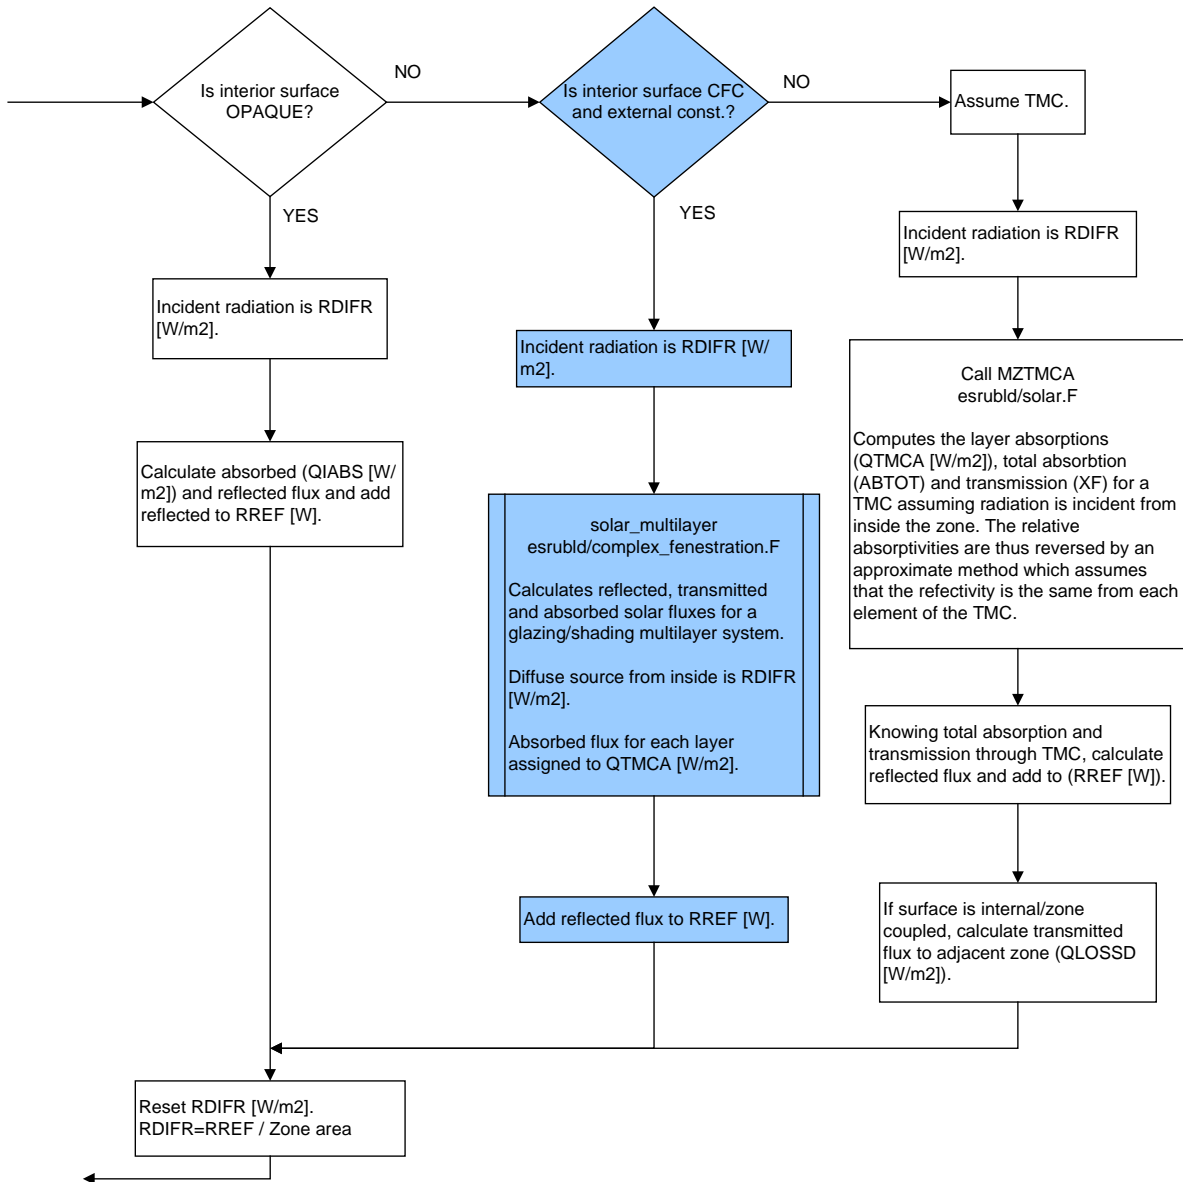 Is interior surface
OPAQUE?
NO
Is interior surface CFC
and external const.?
NO
Assume TMC.
YES
YES
Incident radiation is RDIFR
[W/m2].
Incident radiation is RDIFR
[W/m2].
Incident radiation is RDIFR [W/
m2].
Calculate absorbed (QIABS [W/
m2]) and reflected flux and add
reflected to RREF [W].
solar_multilayer
esrubld/complex_fenestration.F
Calculates reflected, transmitted
and absorbed solar fluxes for a
glazing/shading multilayer system.
Diffuse source from inside is RDIFR
[W/m2].
Absorbed flux for each layer
assigned to QTMCA [W/m2].
Add reflected flux to RREF [W].
Call MZTMCA
esrubld/solar.F
Computes the layer absorptions
(QTMCA [W/m2]), total absorbtion
(ABTOT) and transmission (XF) for a
TMC assuming radiation is incident from
inside the zone. The relative
absorptivities are thus reversed by an
approximate method which assumes
that the refectivity is the same from each
element of the TMC.
Knowing total absorption and
transmission through TMC, calculate
reflected flux and add to (RREF [W]).
If surface is internal/zone
coupled, calculate transmitted
flux to adjacent zone (QLOSSD
[W/m2]).
Reset RDIFR [W/m2].
RDIFR=RREF / Zone area